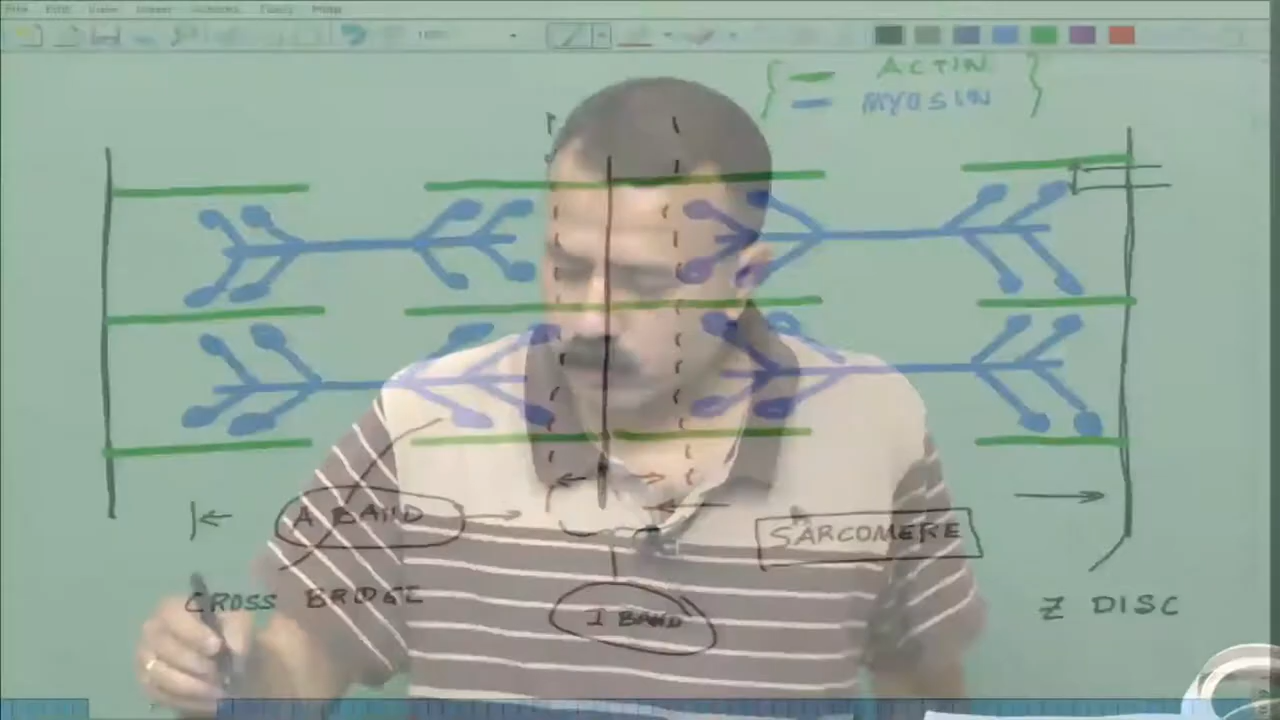 ACTIN
MYOSIN
A BAND
SARCOMERE
CROSS BRIDGE
I BAND
Z DISC